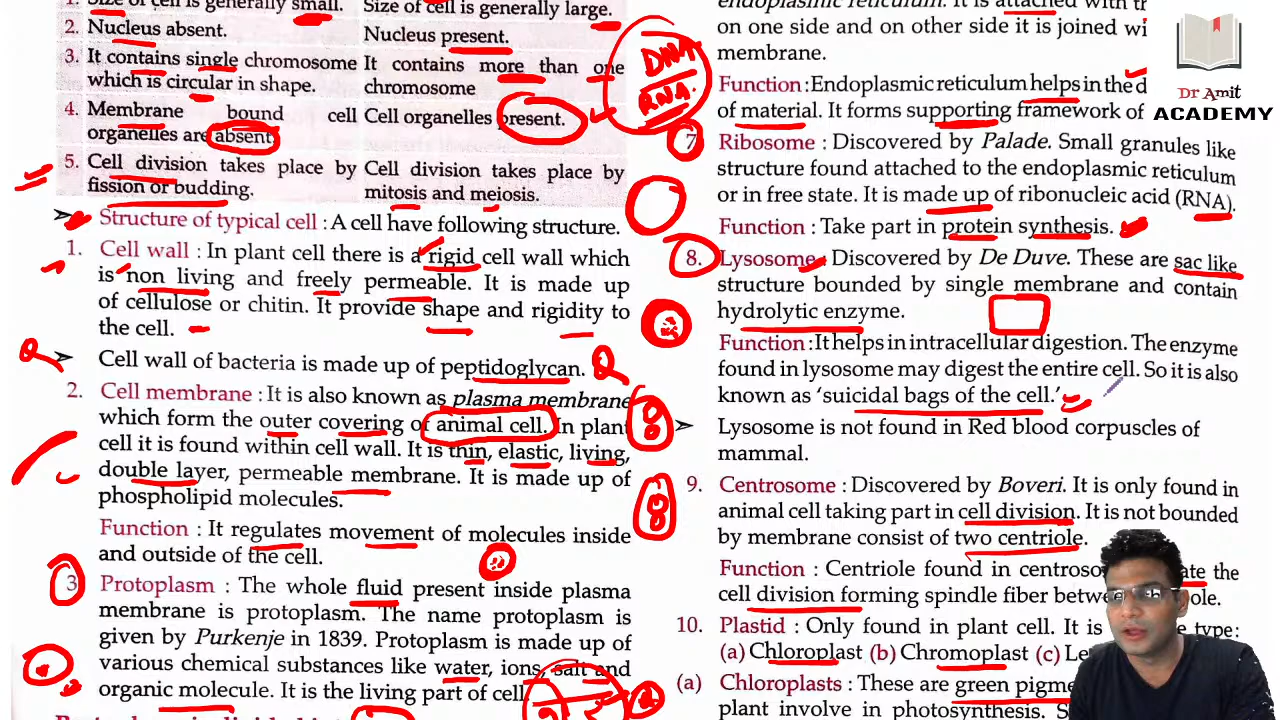 1. Size of cell is generally small. Size of cell is generally large.
2. Nucleus absent. Nucleus present.
3. It contains single chromosome which is circular in shape. It contains more than one chromosome
4. Membrane bound cell organelles are absent Cell organelles present.
5. Cell division takes place by fission or budding. Cell division takes place by mitosis and meiosis.
DNA
RNA
➤ Structure of typical cell : A cell have following structure.
1. Cell wall : In plant cell there is a rigid cell wall which
is non living and freely permeable. It is made up
of cellulose or chitin. It provide shape and rigidity to
the cell.
➤ Cell wall of bacteria is made up of peptidoglycan.
2. Cell membrane : It is also known as plasma membrane
which form the outer covering of animal cell. In plant
cell it is found within cell wall. It is thin, elastic, living,
double layer, permeable membrane. It is made up of
phospholipid molecules.
Function : It regulates movement of molecules inside
and outside of the cell.
3 Protoplasm : The whole fluid present inside plasma
membrane is protoplasm. The name protoplasm is
given by Purkenje in 1839. Protoplasm is made up of
various chemical substances like water, ions, salt and
organic molecule. It is the living part of cell
endoplasmic reticulum. It is attached with
on one side and on other side it is joined
membrane.
Function : Endoplasmic reticulum helps in the
of material. It forms supporting framework of
7 Ribosome : Discovered by Palade. Small granules like
structure found attached to the endoplasmic reticulum
or in free state. It is made up of ribonucleic acid (RNA).
Function : Take part in protein synthesis.
8. Lysosome : Discovered by De Duve. These are sac like
structure bounded by single membrane and contain
hydrolytic enzyme.
Function : It helps in intracellular digestion. The enzyme
found in lysosome may digest the entire cell. So it is also
known as 'suicidal bags of the cell.'
➤ Lysosome is not found in Red blood corpuscles of
mammal.
9. Centrosome : Discovered by Boveri. It is only found in
animal cell taking part in cell division. It is not bounded
by membrane consist of two centriole.
Function : Centriole found in the
cell division forming spindle fiber
10. Plastid : Only found in plant cell. It is type:
(a) Chloroplast (b) Chromoplast (c)
(a) Chloroplasts : These are green
plant involve in photosynthesis.
Dr Amit
ACADEMY